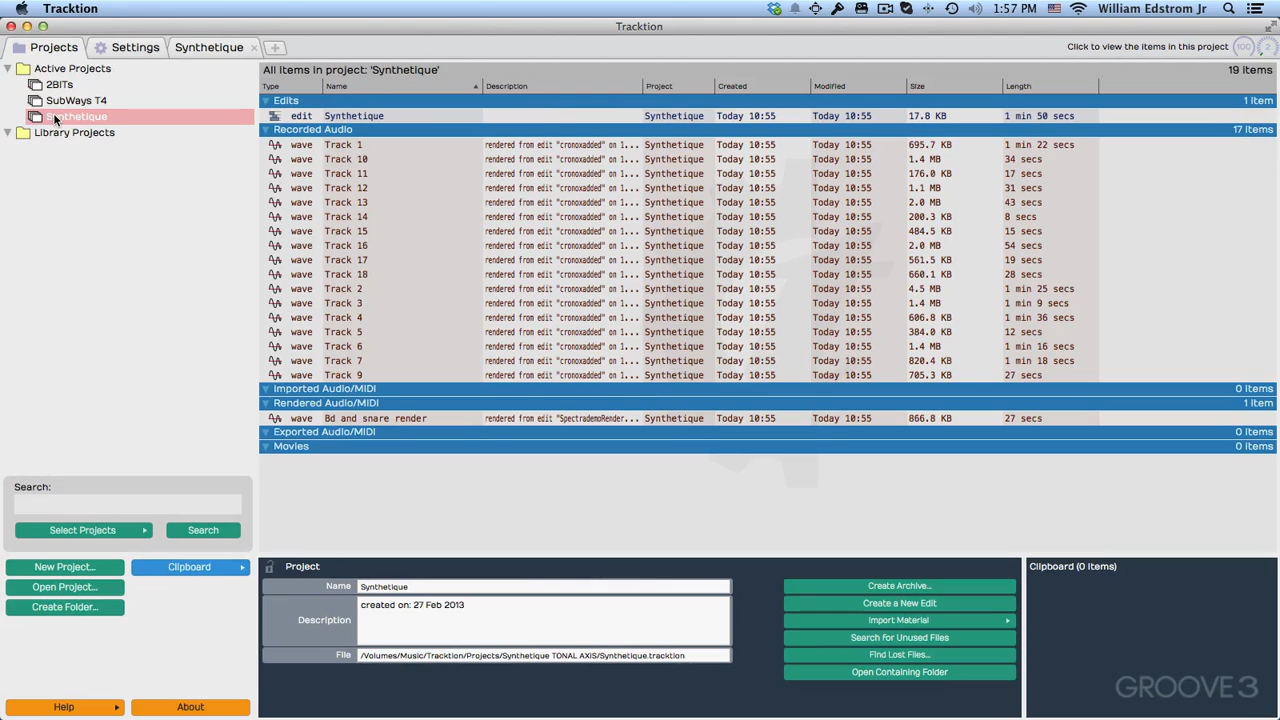 Tracktion 1:57 PM William Edstrom Jr
Tracktion
Projects Settings Synthetique Click to view the items in this project 100 2
Active Projects
2BITs
SubWays T4
Synthetique
Library Projects
All items in project: 'Synthetique' 19 items
Type Name Description Project Created Modified Size Length
Edits 1 item
edit Synthetique Synthetique Today 10:55 Today 10:55 17.8 KB 1 min 50 secs
Recorded Audio 17 items
wave Track 1 rendered from edit "cronoxadded" on 1... Synthetique Today 10:55 Today 10:55 695.7 KB 1 min 22 secs
wave Track 10 rendered from edit "cronoxadded" on 1... Synthetique Today 10:55 Today 10:55 1.4 MB 34 secs
wave Track 11 rendered from edit "cronoxadded" on 1... Synthetique Today 10:55 Today 10:55 176.0 KB 17 secs
wave Track 12 rendered from edit "cronoxadded" on 1... Synthetique Today 10:55 Today 10:55 1.1 MB 31 secs
wave Track 13 rendered from edit "cronoxadded" on 1... Synthetique Today 10:55 Today 10:55 2.0 MB 43 secs
wave Track 14 rendered from edit "cronoxadded" on 1... Synthetique Today 10:55 Today 10:55 200.3 KB 8 secs
wave Track 15 rendered from edit "cronoxadded" on 1... Synthetique Today 10:55 Today 10:55 484.5 KB 15 secs
wave Track 16 rendered from edit "cronoxadded" on 1... Synthetique Today 10:55 Today 10:55 2.0 MB 54 secs
wave Track 17 rendered from edit "cronoxadded" on 1... Synthetique Today 10:55 Today 10:55 561.5 KB 19 secs
wave Track 18 rendered from edit "cronoxadded" on 1... Synthetique Today 10:55 Today 10:55 660.1 KB 28 secs
wave Track 2 rendered from edit "cronoxadded" on 1... Synthetique Today 10:55 Today 10:55 4.5 MB 1 min 25 secs
wave Track 3 rendered from edit "cronoxadded" on 1... Synthetique Today 10:55 Today 10:55 1.4 MB 1 min 9 secs
wave Track 4 rendered from edit "cronoxadded" on 1... Synthetique Today 10:55 Today 10:55 606.8 KB 1 min 36 secs
wave Track 5 rendered from edit "cronoxadded" on 1... Synthetique Today 10:55 Today 10:55 384.0 KB 12 secs
wave Track 6 rendered from edit "cronoxadded" on 1... Synthetique Today 10:55 Today 10:55 1.4 MB 1 min 16 secs
wave Track 7 rendered from edit "cronoxadded" on 1... Synthetique Today 10:55 Today 10:55 820.4 KB 1 min 18 secs
wave Track 9 rendered from edit "cronoxadded" on 1... Synthetique Today 10:55 Today 10:55 705.3 KB 27 secs
Imported Audio/MIDI 0 items
Rendered Audio/MIDI 1 item
wave Bd and snare render rendered from edit "SpectrademoRender... Synthetique Today 10:55 Today 10:55 866.8 KB 27 secs
Exported Audio/MIDI 0 items
Movies 0 items
Search:
Select Projects Search
New Project... Clipboard
Open Project...
Create Folder...
Help About
Project
Name Synthetique
Description created on: 27 Feb 2013
File /Volumes/Music/Tracktion/Projects/Synthetique TONAL AXIS/Synthetique.tracktion
Create Archive...
Create a New Edit
Import Material
Search for Unused Files
Find Lost Files...
Open Containing Folder
Clipboard (0 items)
GROOVE 3